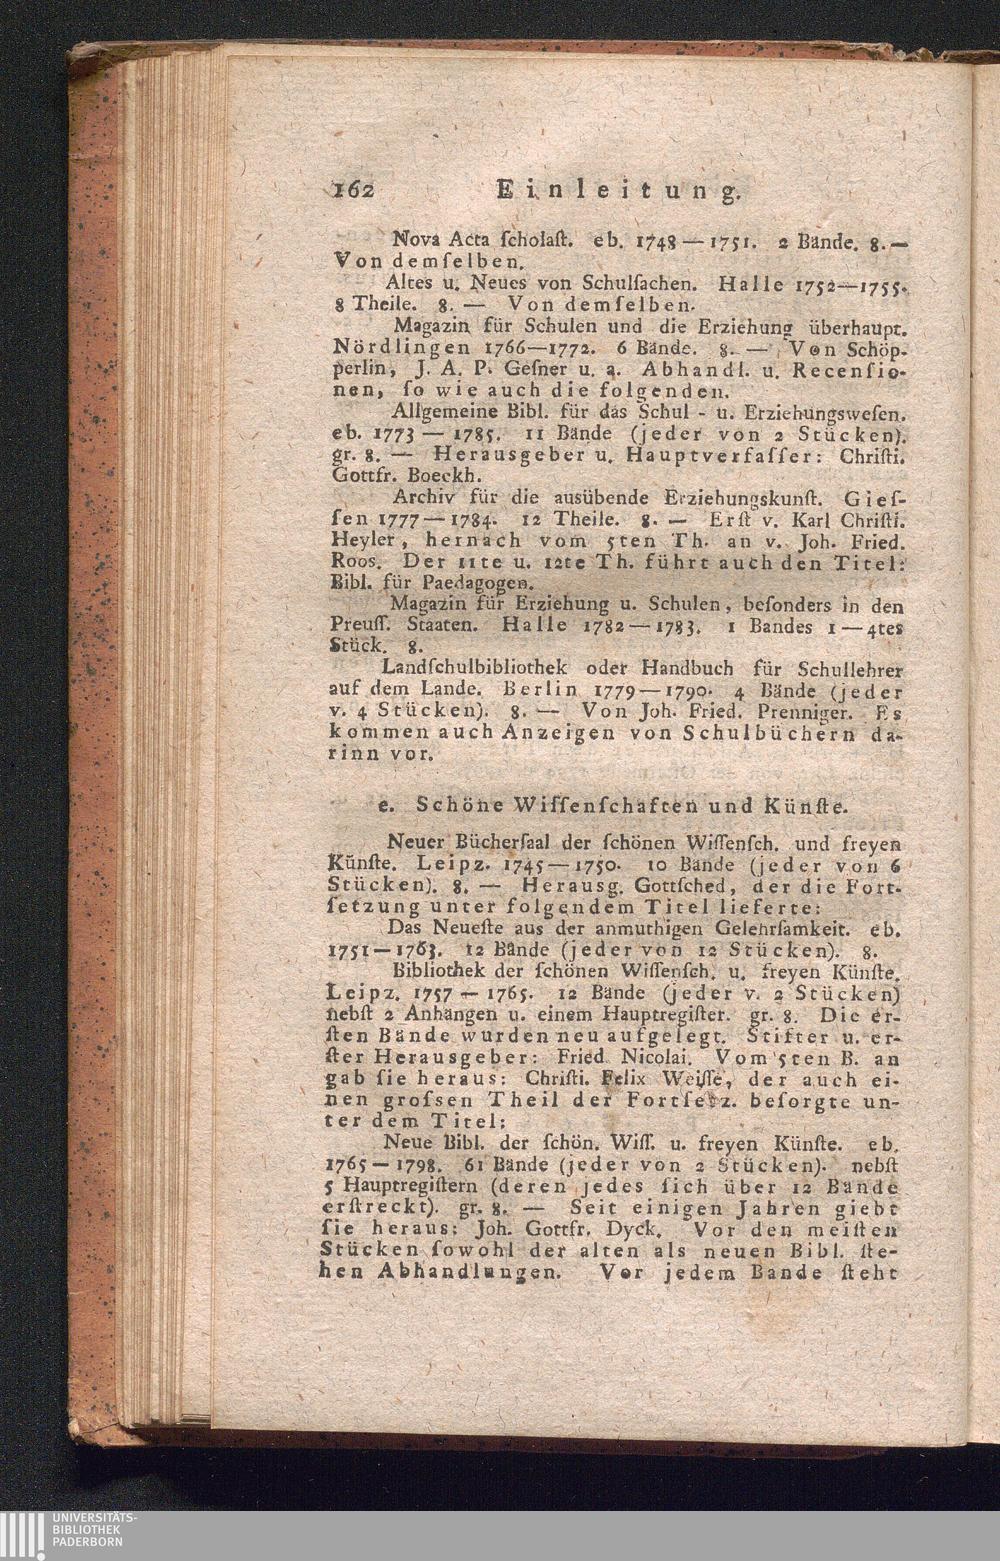 162 Einleitung.
Nova Acta ſcholaſt. eb. 1748—1751. 2 Bände. 8.—
Von demſelben.
Altes u. Neues von Schulſachen. Halle 1752—1755.
8 Theile. 8. — Von demſelben.
Magazin für Schulen und die Erziehung überhaupt.
Nördlingen 1766—1772. 6 Bände. 8. — Von Schöp-
perlin, J. A. P. Geſner u. a. Abhandl. u. Recenſio-
nen, ſo wie auch die folgenden.
Allgemeine Bibl. für das Schul - u. Erziehungsweſen.
eb. 1773 — 1785. 11 Bände (jeder von 2 Stücken).
gr. 8. — Herausgeber u. Hauptverfaſſer: Chriſti.
Gottfr. Boeckh.
Archiv für die ausübende Erziehungskunſt. Gieſ-
ſen 1777—1784. 12 Theile. 8. — Erſt v. Karl Chriſti.
Heyler, hernach vom 5ten Th. an v. Joh. Fried.
Roos. Der 11te u. 12te Th. führt auch den Titel:
Bibl. für Paedagogen.
Magazin für Erziehung u. Schulen, beſonders in den
Preuſſ. Staaten. Halle 1782—1783. 1 Bandes 1—4tes
Stück. 8.
Landſchulbibliothek oder Handbuch für Schullehrer
auf dem Lande. Berlin 1779—1790. 4 Bände (jeder
v. 4 Stücken). 8. — Von Joh. Fried. Prenniger. Es
kommen auch Anzeigen von Schulbüchern da-
rinn vor.
e. Schöne Wiſſenſchaften und Künſte.
Neuer Bücherſaal der ſchönen Wiſſenſch. und freyen
Künſte. Leipz. 1745—1750. 10 Bände (jeder von 6
Stücken). 8. — Herausg. Gottſched, der die Fort-
ſetzung unter folgendem Titel lieferte:
Das Neueſte aus der anmuthigen Gelehrſamkeit. eb.
1751—1763. 12 Bände (jeder von 12 Stücken). 8.
Bibliothek der ſchönen Wiſſenſch. u. freyen Künſte.
Leipz. 1757 — 1765. 12 Bände (jeder v. 2 Stücken)
nebſt 2 Anhängen u. einem Hauptregiſter. gr. 8. Die er-
ſten Bände wurden neu aufgelegt. Stifter u. er-
ſter Herausgeber: Fried. Nicolai. Vom 5ten B. an
gab ſie heraus: Chriſti. Felix Weiſſe, der auch ei-
nen groſsen Theil der Fortſetz. beſorgte un-
ter dem Titel:
Neue Bibl. der ſchön. Wiſſ. u. freyen Künſte. eb.
1765 — 1798. 61 Bände (jeder von 2 Stücken). nebſt
5 Hauptregiſtern (deren jedes ſich über 12 Bände
erſtreckt). gr. 8. — Seit einigen Jahren giebt
ſie heraus: Joh. Gottfr. Dyck. Vor den meiſten
Stücken ſowohl der alten als neuen Bibl. ſte-
hen Abhandlungen. Vor jedem Bande ſteht
UNIVERSITÄTS-
BIBLIOTHEK
PADERBORN